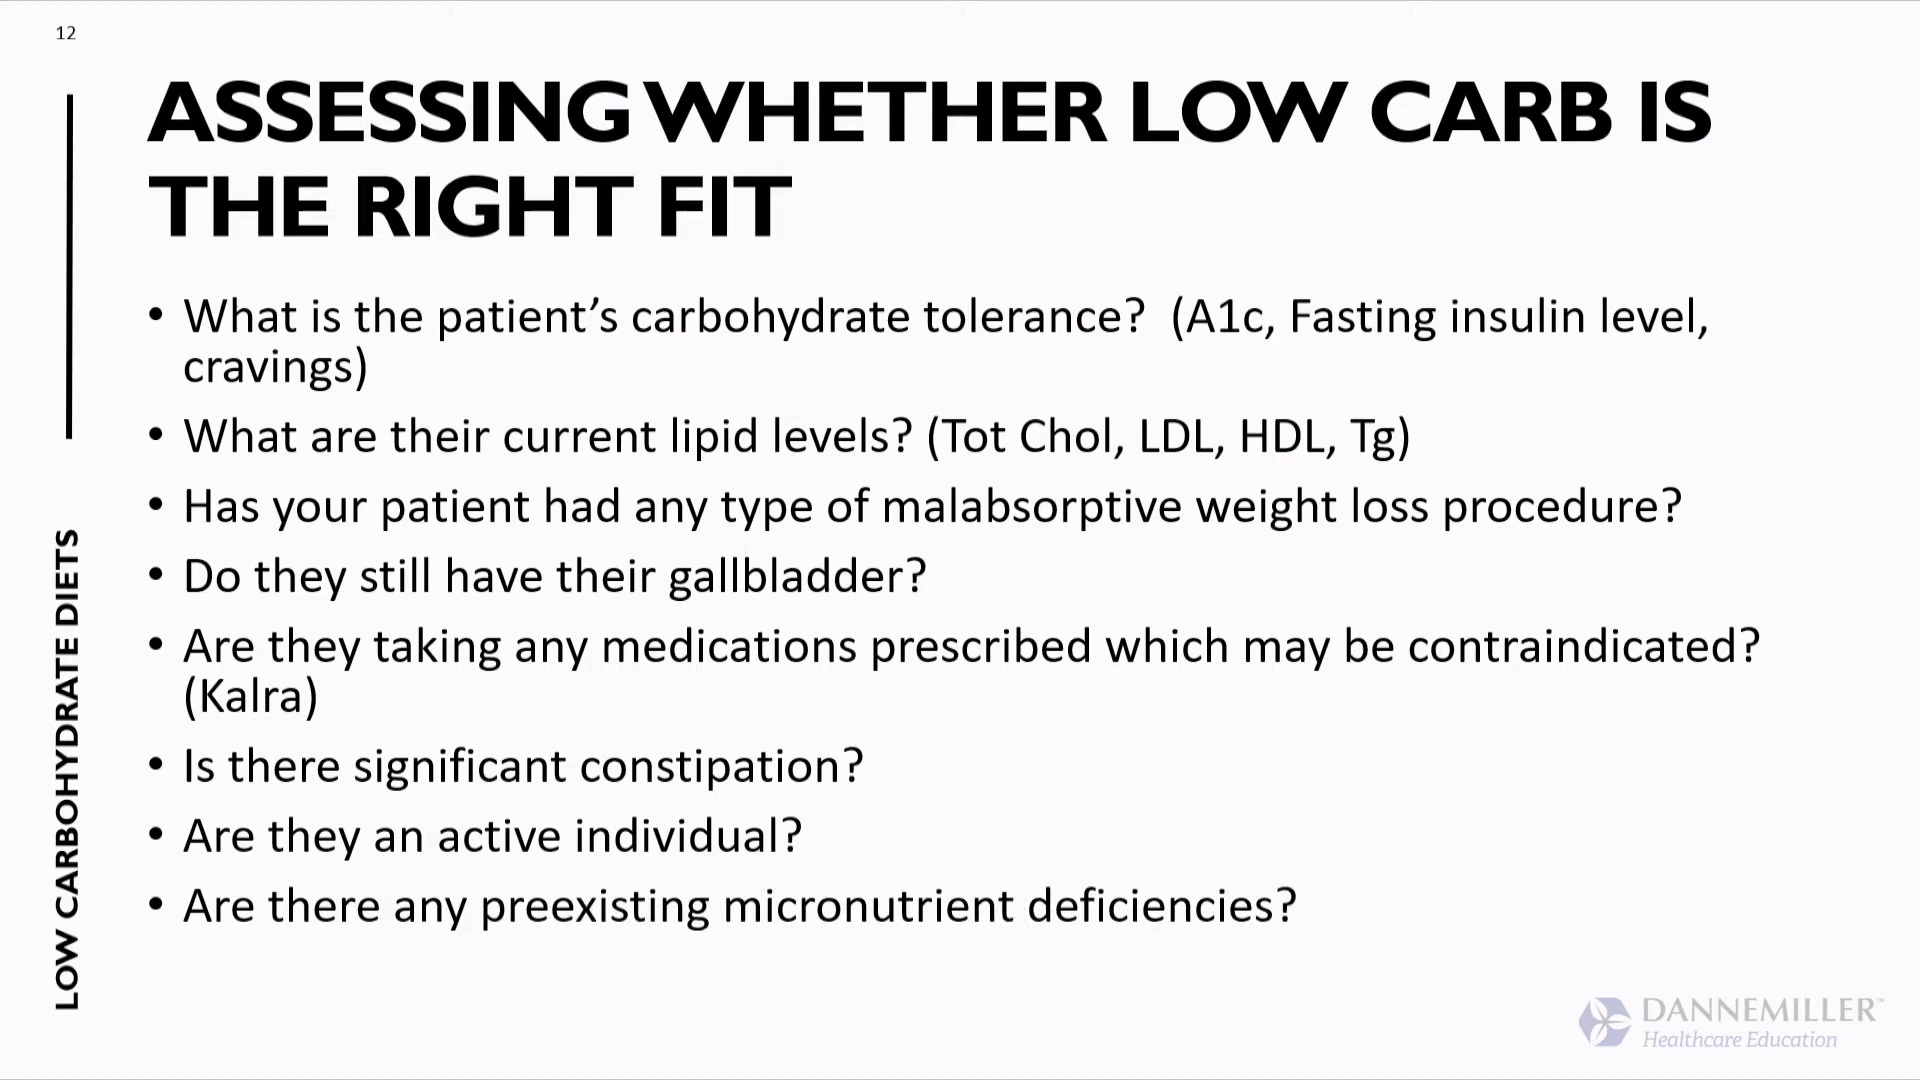 12
ASSESSING WHETHER LOW CARB IS
THE RIGHT FIT
• What is the patient’s carbohydrate tolerance?  (A1c, Fasting insulin level,
cravings)
• What are their current lipid levels? (Tot Chol, LDL, HDL, Tg)
• Has your patient had any type of malabsorptive weight loss procedure?
• Do they still have their gallbladder?
• Are they taking any medications prescribed which may be contraindicated?
(Kalra)
• Is there significant constipation?
• Are they an active individual?
• Are there any preexisting micronutrient deficiencies?
LOW CARBOHYDRATE DIETS
DANNEMILLER™
Healthcare Education